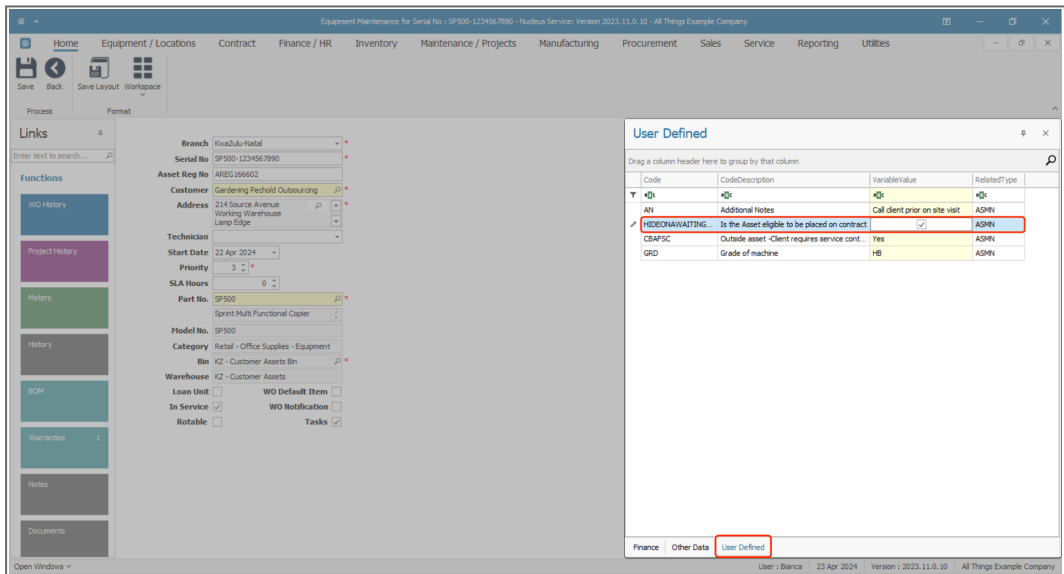 Equipment Maintenance for Serial No : SP500-1234567890 - Nucleus Service: Version 2023.11.0.10 - All Things Example Company
Home Equipment / Locations Contract Finance / HR Inventory Maintenance / Projects Manufacturing Procurement Sales Service Reporting Utilities
Save Back Save Layout Workspace
Process Format
Links
Enter text to search...
Functions
WO History
Project History
Meters
History
BOM
Warranties 1
Notes
Documents
Branch KwaZulu-Natal *
Serial No SP500-1234567890 *
Asset Reg No AREG166602
Customer Gardening Pechold Outsourcing *
Address 214 Source Avenue *
Working Warehouse
Lamp Edge
Technician
Start Date 22 Apr 2024
Priority 3 *
SLA Hours 0
Part No. SP500 *
Sprint Multi Functional Copier
Model No. SP500
Category Retail - Office Supplies - Equipment
Bin KZ - Customer Assets Bin *
Warehouse KZ - Customer Assets
Loan Unit WO Default Item
In Service WO Notification
Rotable Tasks
User Defined
Drag a column header here to group by that column
Code CodeDescription VariableValue RelatedType
AN Additional Notes Call client prior on site visit ASMN
HIDEONAWAITING... Is the Asset eligible to be placed on contract ASMN
CBAFSC Outside asset -Client requires service cont... Yes ASMN
GRD Grade of machine HB ASMN
Finance Other Data User Defined
Open Windows User : Bianca 23 Apr 2024 Version : 2023.11.0.10 All Things Example Company